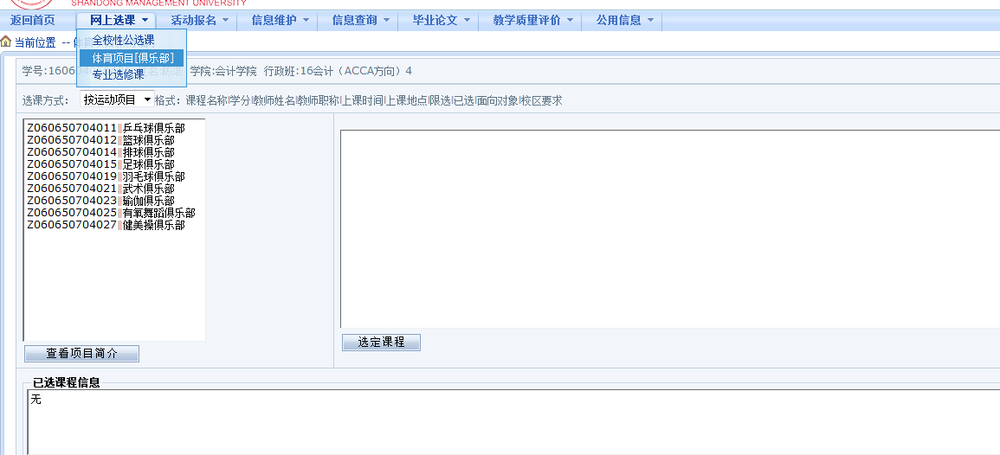 SHANDONG MANAGEMENT UNIVERSITY
返回首页 网上选课 活动报名 信息维护 信息查询 毕业论文 教学质量评价 公用信息
当前位置 --
全校性公选课
体育项目[俱乐部]
专业选修课
学号:1606 学院:会计学院 行政班:16会计（ACCA方向）4
选课方式： 按运动项目 格式：课程名称||学分||教师姓名||教师职称||上课时间||上课地点||限选||已选||面向对象||校区要求
Z060650704011||乒乓球俱乐部
Z060650704012||篮球俱乐部
Z060650704014||排球俱乐部
Z060650704015||足球俱乐部
Z060650704019||羽毛球俱乐部
Z060650704021||武术俱乐部
Z060650704023||瑜伽俱乐部
Z060650704025||有氧舞蹈俱乐部
Z060650704027||健美操俱乐部
选定课程
查看项目简介
已选课程信息
无